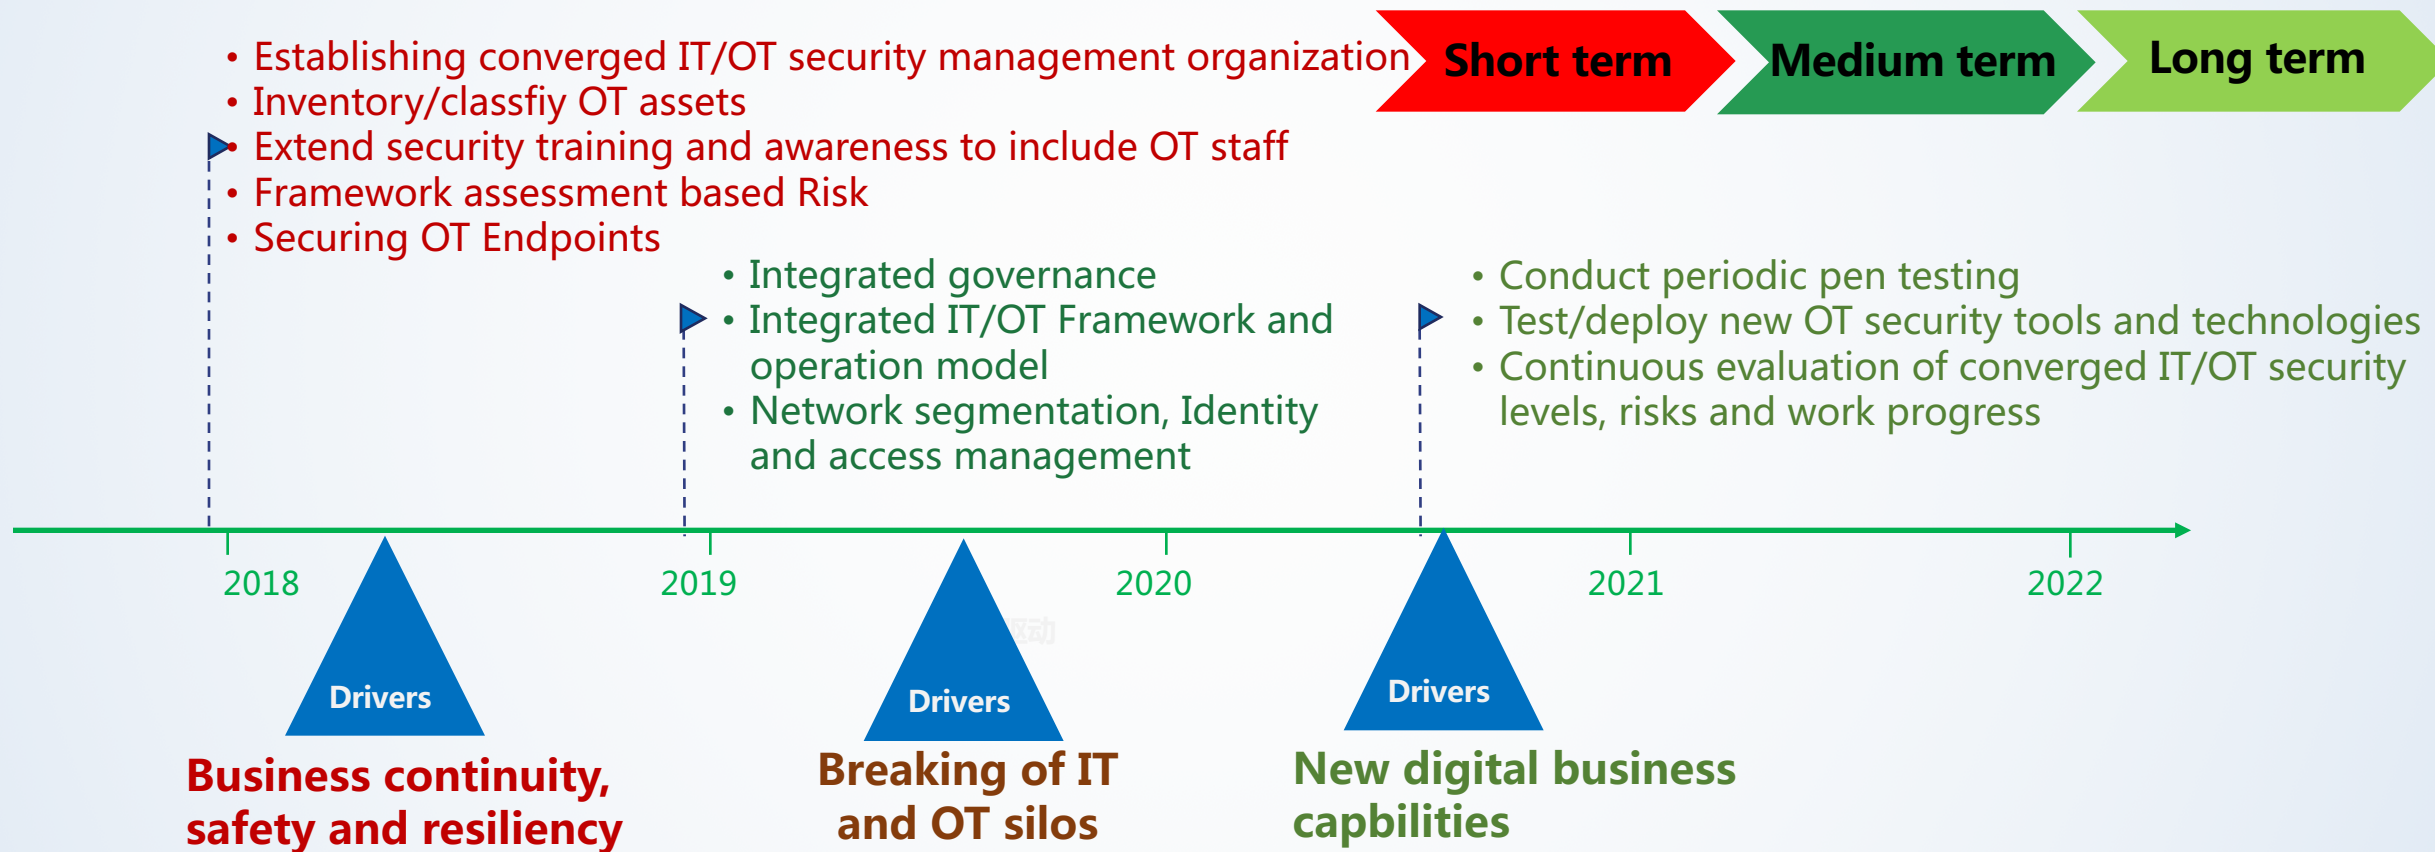 Short term
Medium term
Long term
• Establishing converged IT/OT security management organization
• Inventory/classfiy OT assets
• Extend security training and awareness to include OT staff
• Framework assessment based Risk
• Securing OT Endpoints
• Integrated governance
• Integrated IT/OT Framework and
operation model
• Network segmentation, Identity
and access management
• Conduct periodic pen testing
• Test/deploy new OT security tools and technologies
• Continuous evaluation of converged IT/OT security
levels, risks and work progress
2018
2019
2020
2021
2022
Drivers
Drivers
Drivers
Business continuity,
safety and resiliency
Breaking of IT
and OT silos
New digital business
capbilities